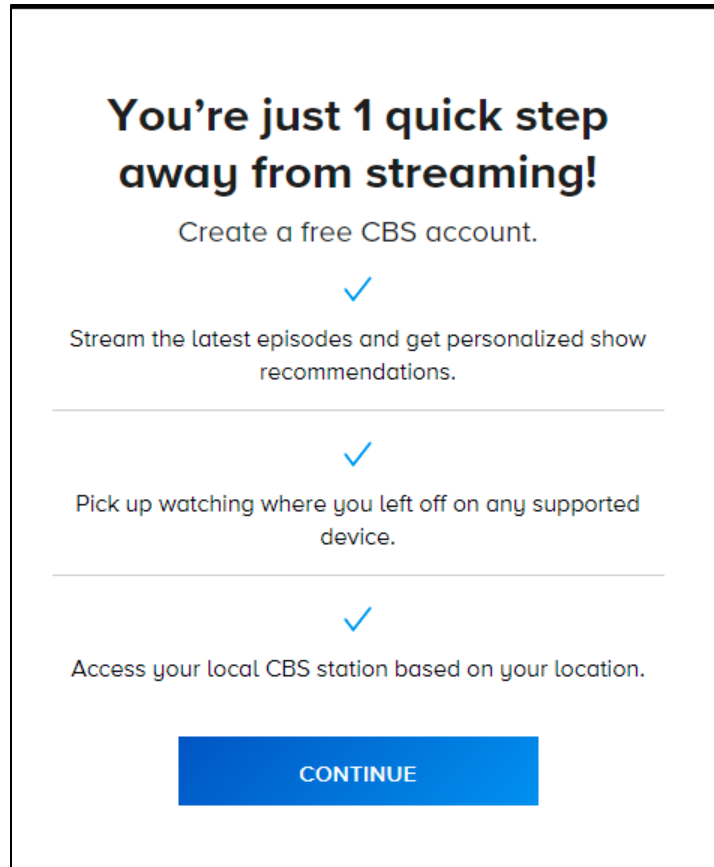 You’re just 1 quick step
away from streaming!
Create a free CBS account.
Stream the latest episodes and get personalized show
recommendations.
Pick up watching where you left off on any supported
device.
Access your local CBS station based on your location.
CONTINUE